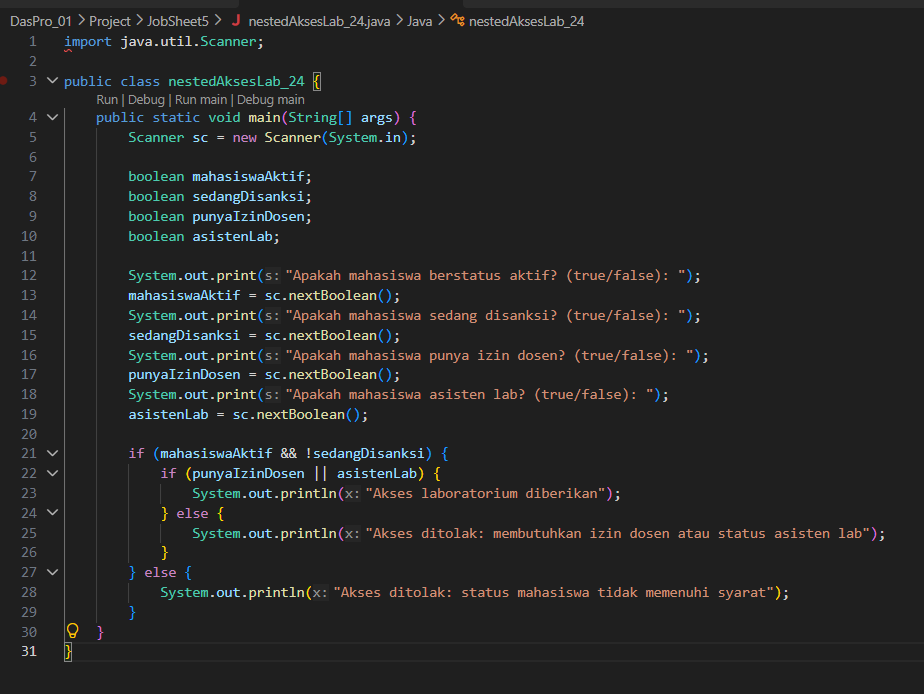 DasPro_01 > Project > JobSheet5 > J nestedAksesLab_24.java > Java > nestedAksesLab_24
1 import java.util.Scanner;
2
3 public class nestedAksesLab_24 {
Run | Debug | Run main | Debug main
4 public static void main(String[] args) {
5 Scanner sc = new Scanner(System.in);
6
7 boolean mahasiswaAktif;
8 boolean sedangDisanksi;
9 boolean punyaIzinDosen;
10 boolean asistenLab;
11
12 System.out.print(s: "Apakah mahasiswa berstatus aktif? (true/false): ");
13 mahasiswaAktif = sc.nextBoolean();
14 System.out.print(s: "Apakah mahasiswa sedang disanksi? (true/false): ");
15 sedangDisanksi = sc.nextBoolean();
16 System.out.print(s: "Apakah mahasiswa punya izin dosen? (true/false): ");
17 punyaIzinDosen = sc.nextBoolean();
18 System.out.print(s: "Apakah mahasiswa asisten lab? (true/false): ");
19 asistenLab = sc.nextBoolean();
20
21 if (mahasiswaAktif && !sedangDisanksi) {
22 if (punyaIzinDosen || asistenLab) {
23 System.out.println(x: "Akses laboratorium diberikan");
24 } else {
25 System.out.println(x: "Akses ditolak: membutuhkan izin dosen atau status asisten lab");
26 }
27 } else {
28 System.out.println(x: "Akses ditolak: status mahasiswa tidak memenuhi syarat");
29 }
30 }
31 }